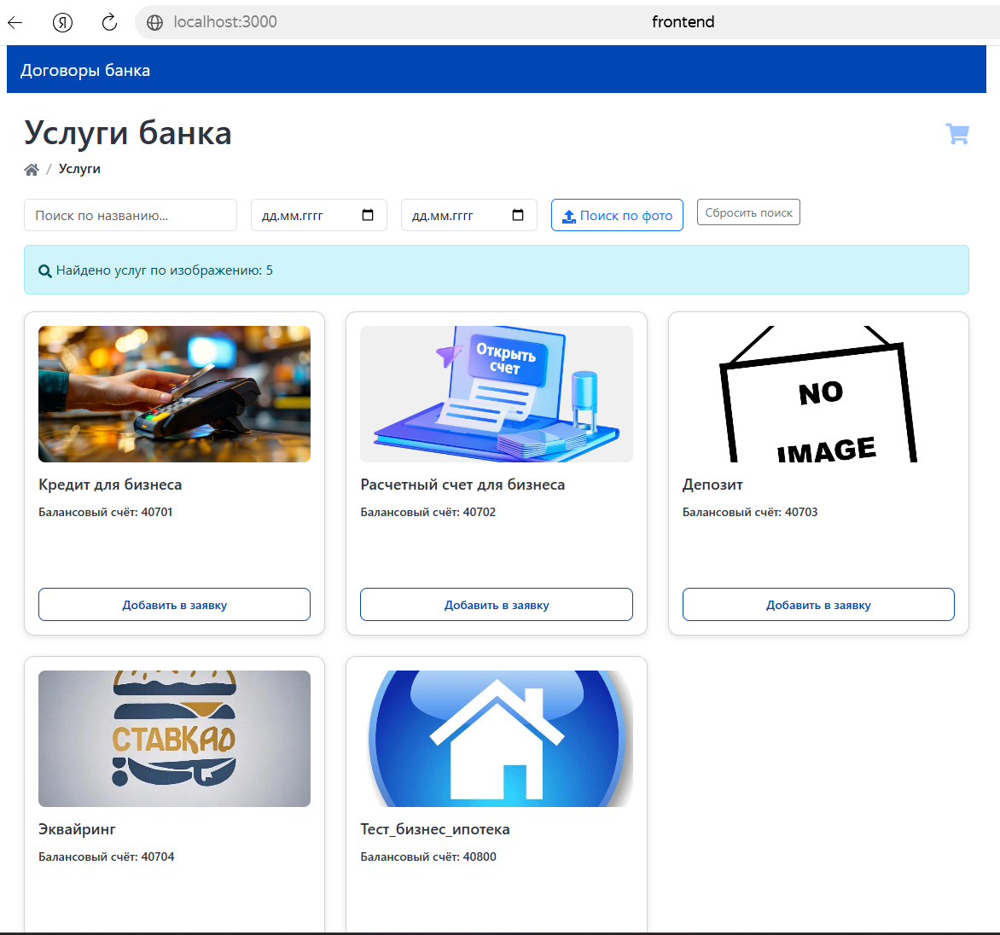 localhost:3000 frontend
Договоры банка
Услуги банка
/ Услуги
Поиск по названию... дд.мм.гггг дд.мм.гггг Поиск по фото Сбросить поиск
Найдено услуг по изображению: 5
Открыть
счет
NO
IMAGE
Кредит для бизнеса Расчетный счет для бизнеса Депозит
Балансовый счёт: 40701 Балансовый счёт: 40702 Балансовый счёт: 40703
Добавить в заявку Добавить в заявку Добавить в заявку
СТАВКАО
Эквайринг Тест_бизнес_ипотека
Балансовый счёт: 40704 Балансовый счёт: 40800